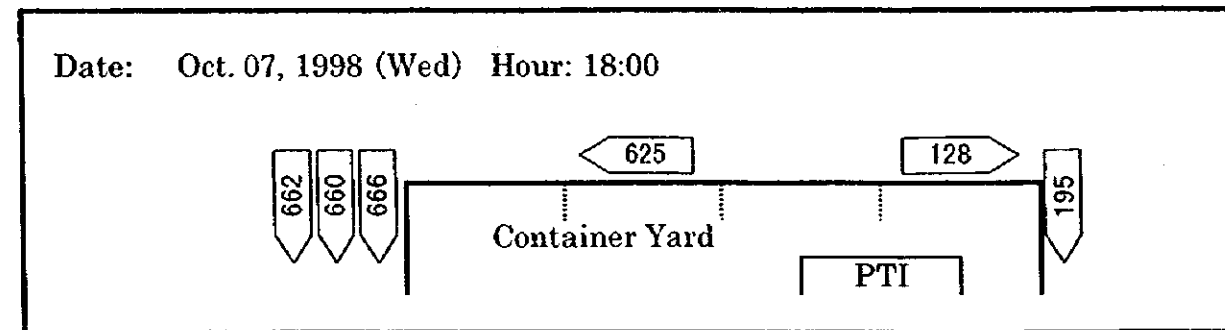 Date: Oct. 07, 1998 (Wed) Hour: 18:00
625
128
662
660
666
195
Container Yard
PTI